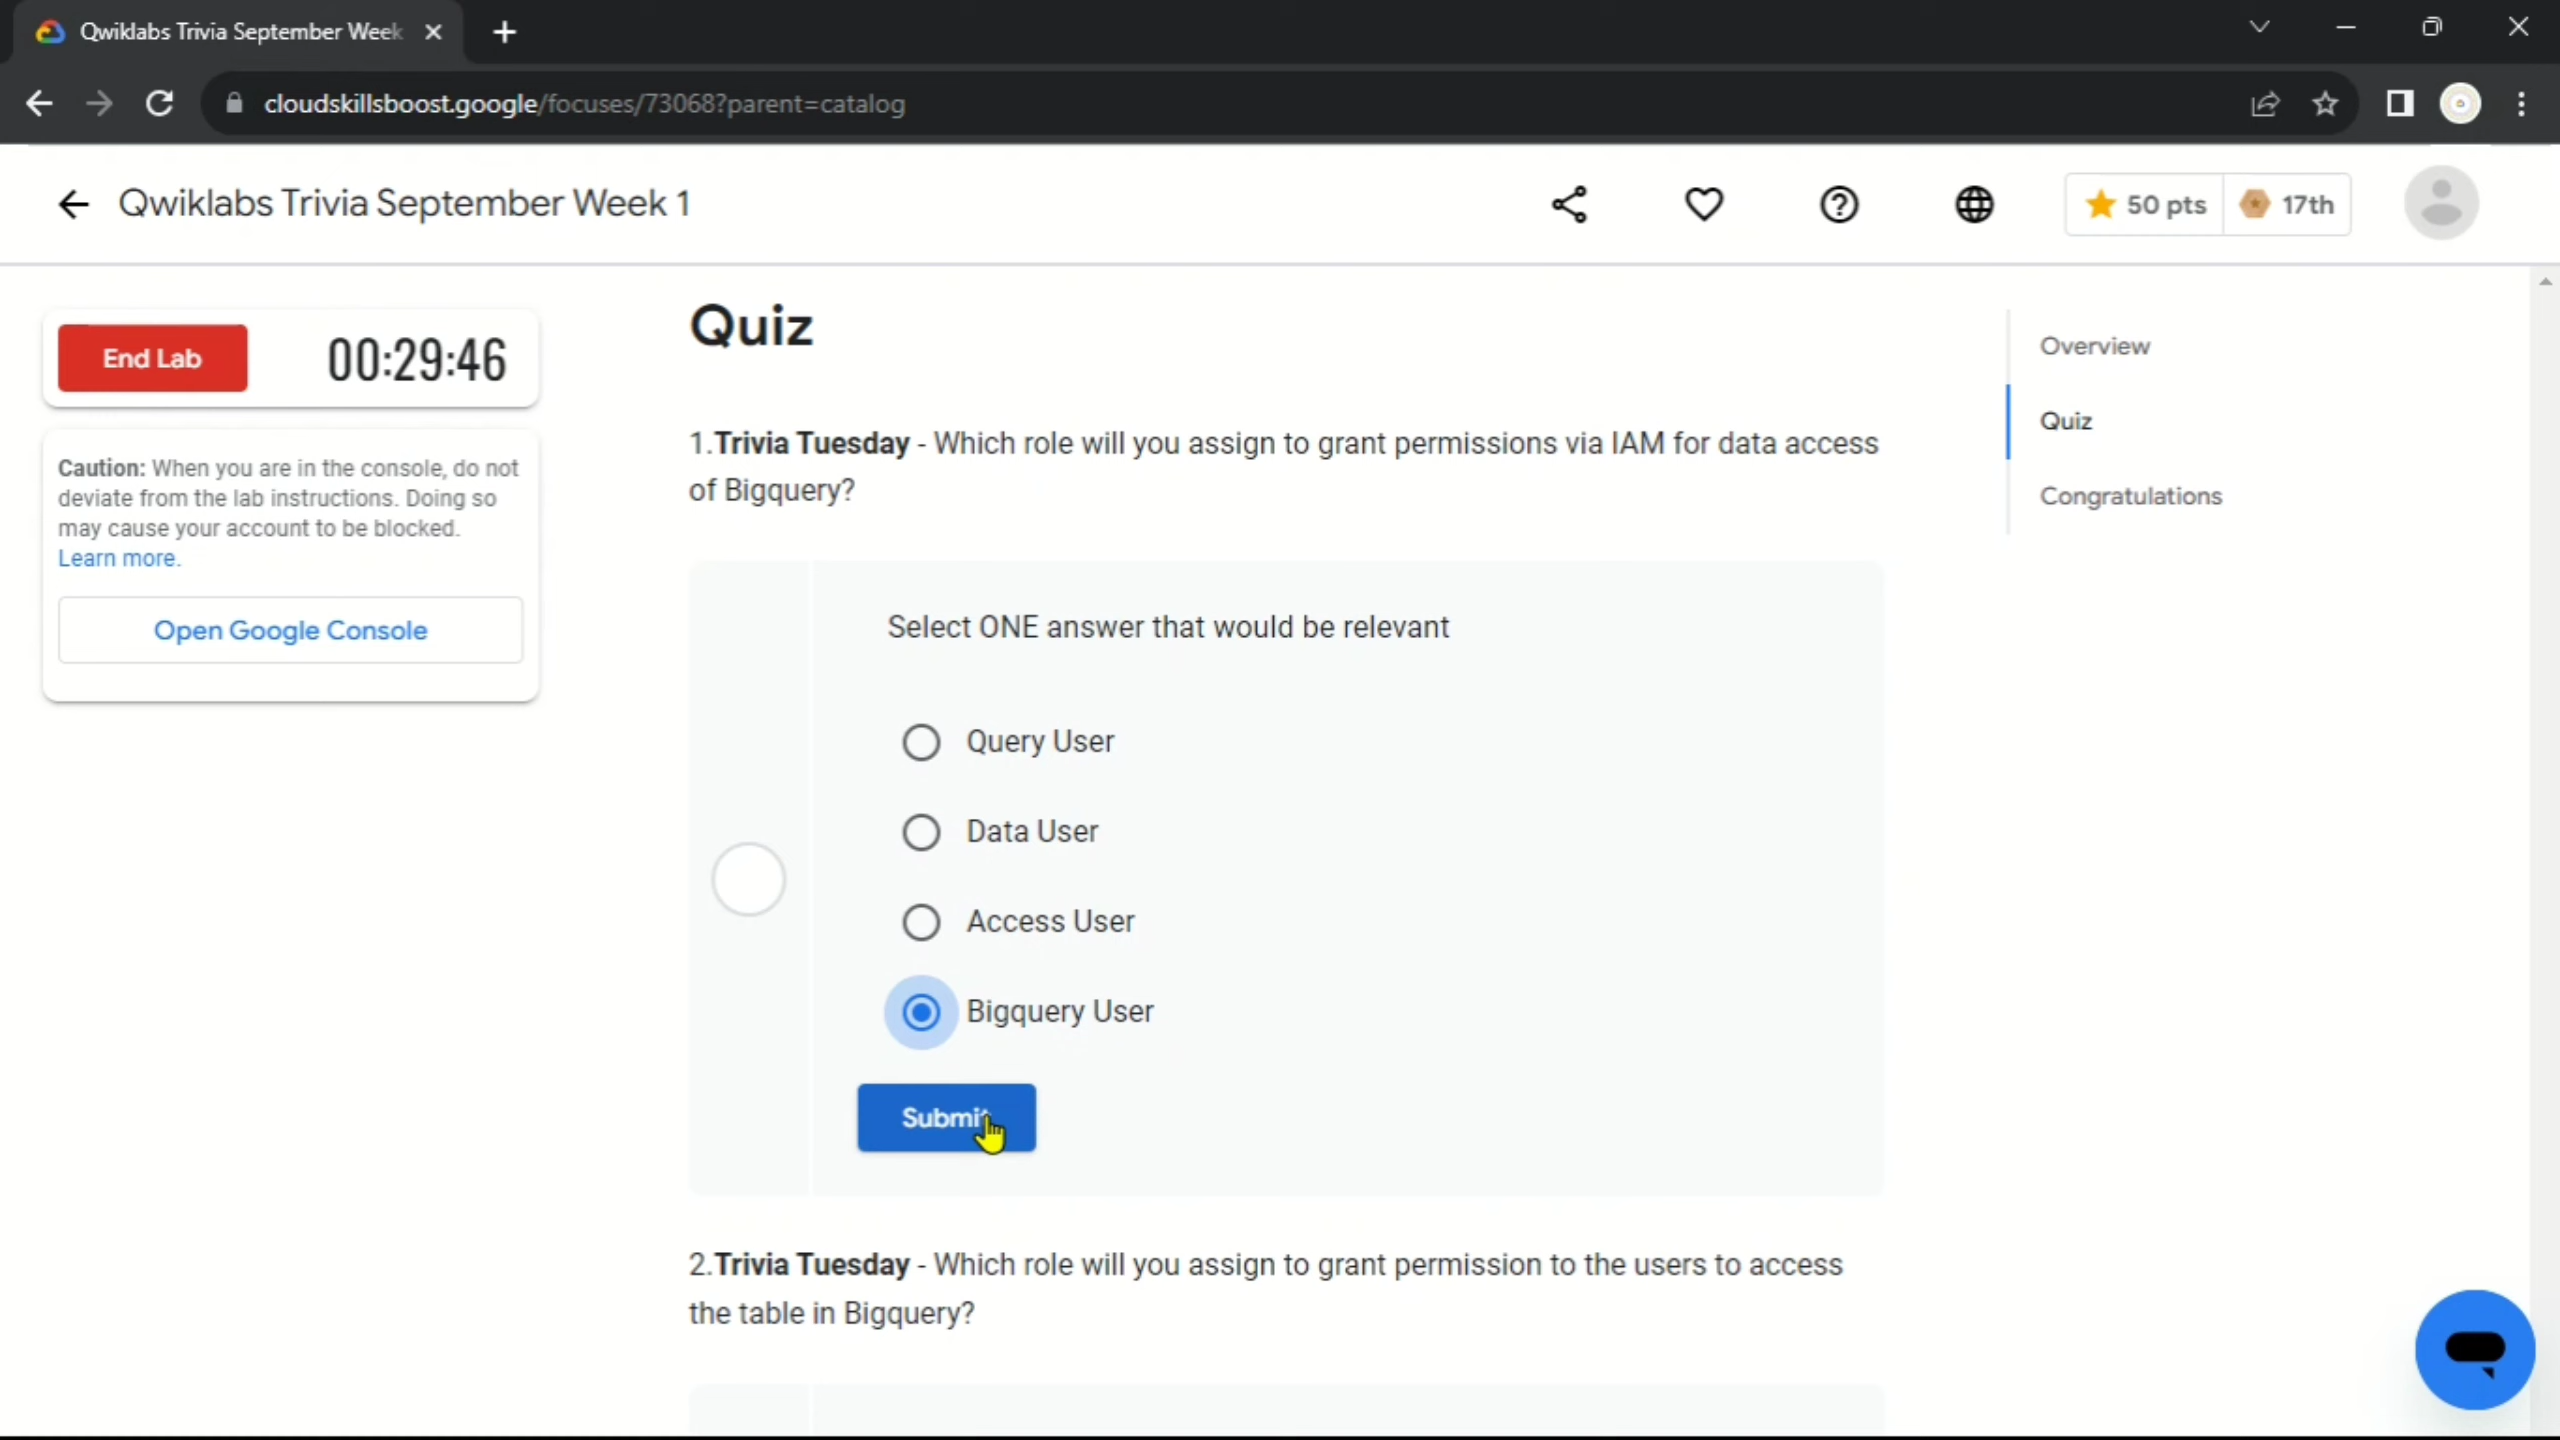 Qwiklabs Trivia September Week
cloudskillsboost.google/focuses/73068?parent=catalog
Qwiklabs Trivia September Week 1
50 pts
17th
End Lab
00:29:46
Caution: When you are in the console, do not
deviate from the lab instructions. Doing so
may cause your account to be blocked.
Learn more.
Open Google Console
Quiz
1.Trivia Tuesday - Which role will you assign to grant permissions via IAM for data access
of Bigquery?
Select ONE answer that would be relevant
Query User
Data User
Access User
Bigquery User
Submit
2.Trivia Tuesday - Which role will you assign to grant permission to the users to access
the table in Bigquery?
Overview
Quiz
Congratulations